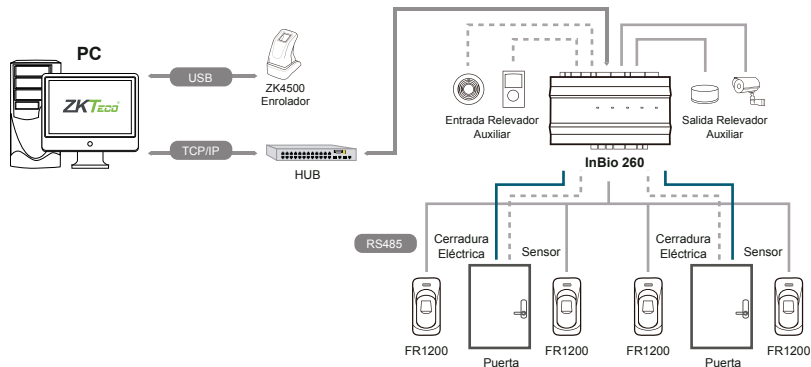 PC
USB
ZK4500
Enrolador
ZKTECO
TCP/IP
HUB
Entrada Relevador
Auxiliar
Salida Relevador
Auxiliar
InBio 260
RS485
Cerradura
Eléctrica
Sensor
Cerradura
Eléctrica
Sensor
FR1200
Puerta
FR1200
FR1200
Puerta
FR1200